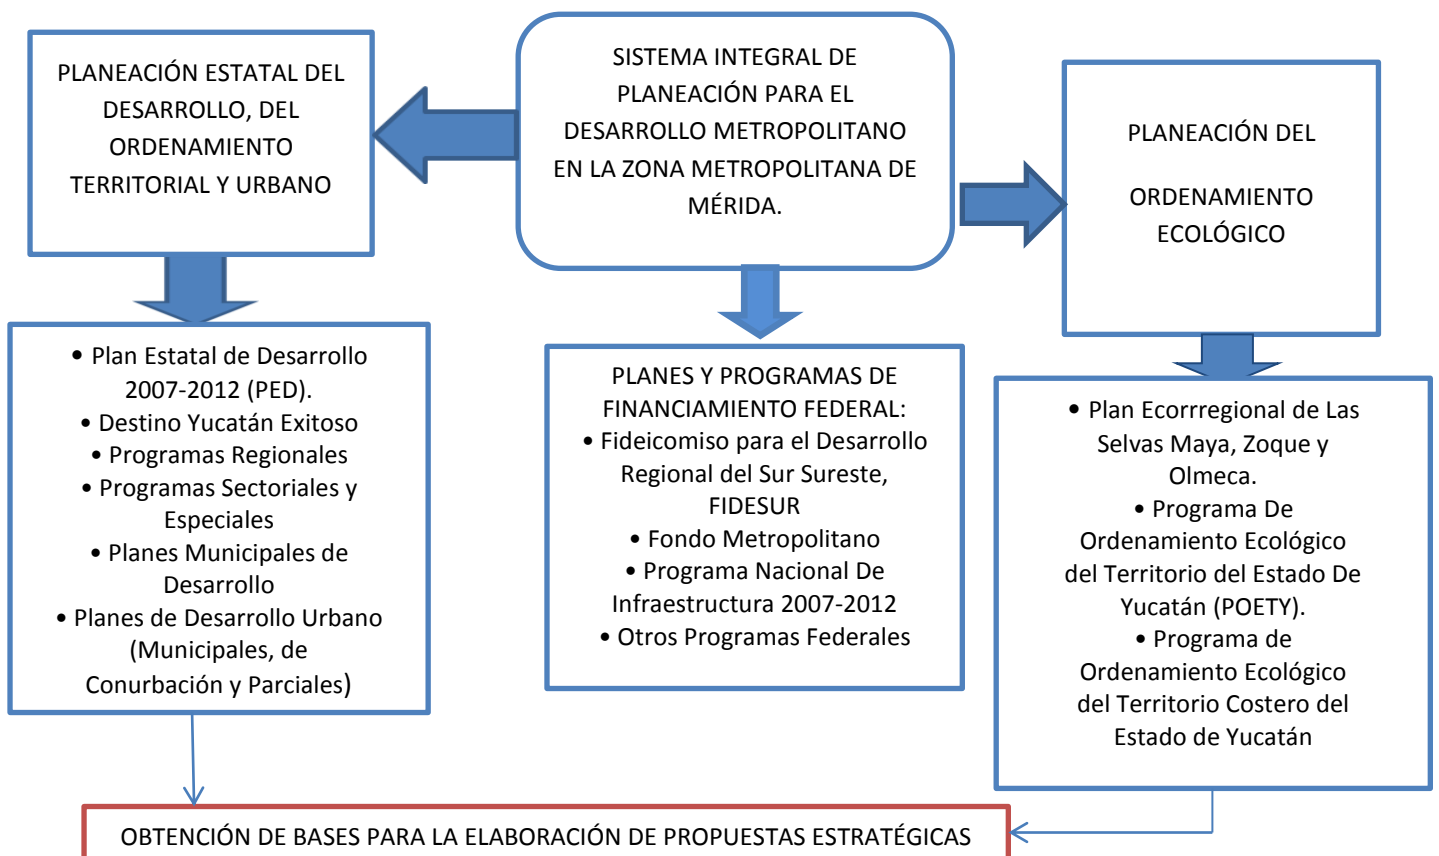 PLANEACIÓN ESTATAL DEL
DESARROLLO, DEL
ORDENAMIENTO
TERRITORIAL Y URBANO
SISTEMA INTEGRAL DE
PLANEACIÓN PARA EL
DESARROLLO METROPOLITANO
EN LA ZONA METROPOLITANA DE
MÉRIDA.
PLANEACIÓN DEL
ORDENAMIENTO
ECOLÓGICO
• Plan Estatal de Desarrollo
2007-2012 (PED).
• Destino Yucatán Exitoso
• Programas Regionales
• Programas Sectoriales y
Especiales
• Planes Municipales de
Desarrollo
• Planes de Desarrollo Urbano
(Municipales, de
Conurbación y Parciales)
PLANES Y PROGRAMAS DE
FINANCIAMIENTO FEDERAL:
• Fideicomiso para el Desarrollo
Regional del Sur Sureste,
FIDESUR
• Fondo Metropolitano
• Programa Nacional De
Infraestructura 2007-2012
• Otros Programas Federales
• Plan Ecorrregional de Las
Selvas Maya, Zoque y
Olmeca.
• Programa De
Ordenamiento Ecológico
del Territorio del Estado De
Yucatán (POETY).
• Programa de
Ordenamiento Ecológico
del Territorio Costero del
Estado de Yucatán
OBTENCIÓN DE BASES PARA LA ELABORACIÓN DE PROPUESTAS ESTRATÉGICAS